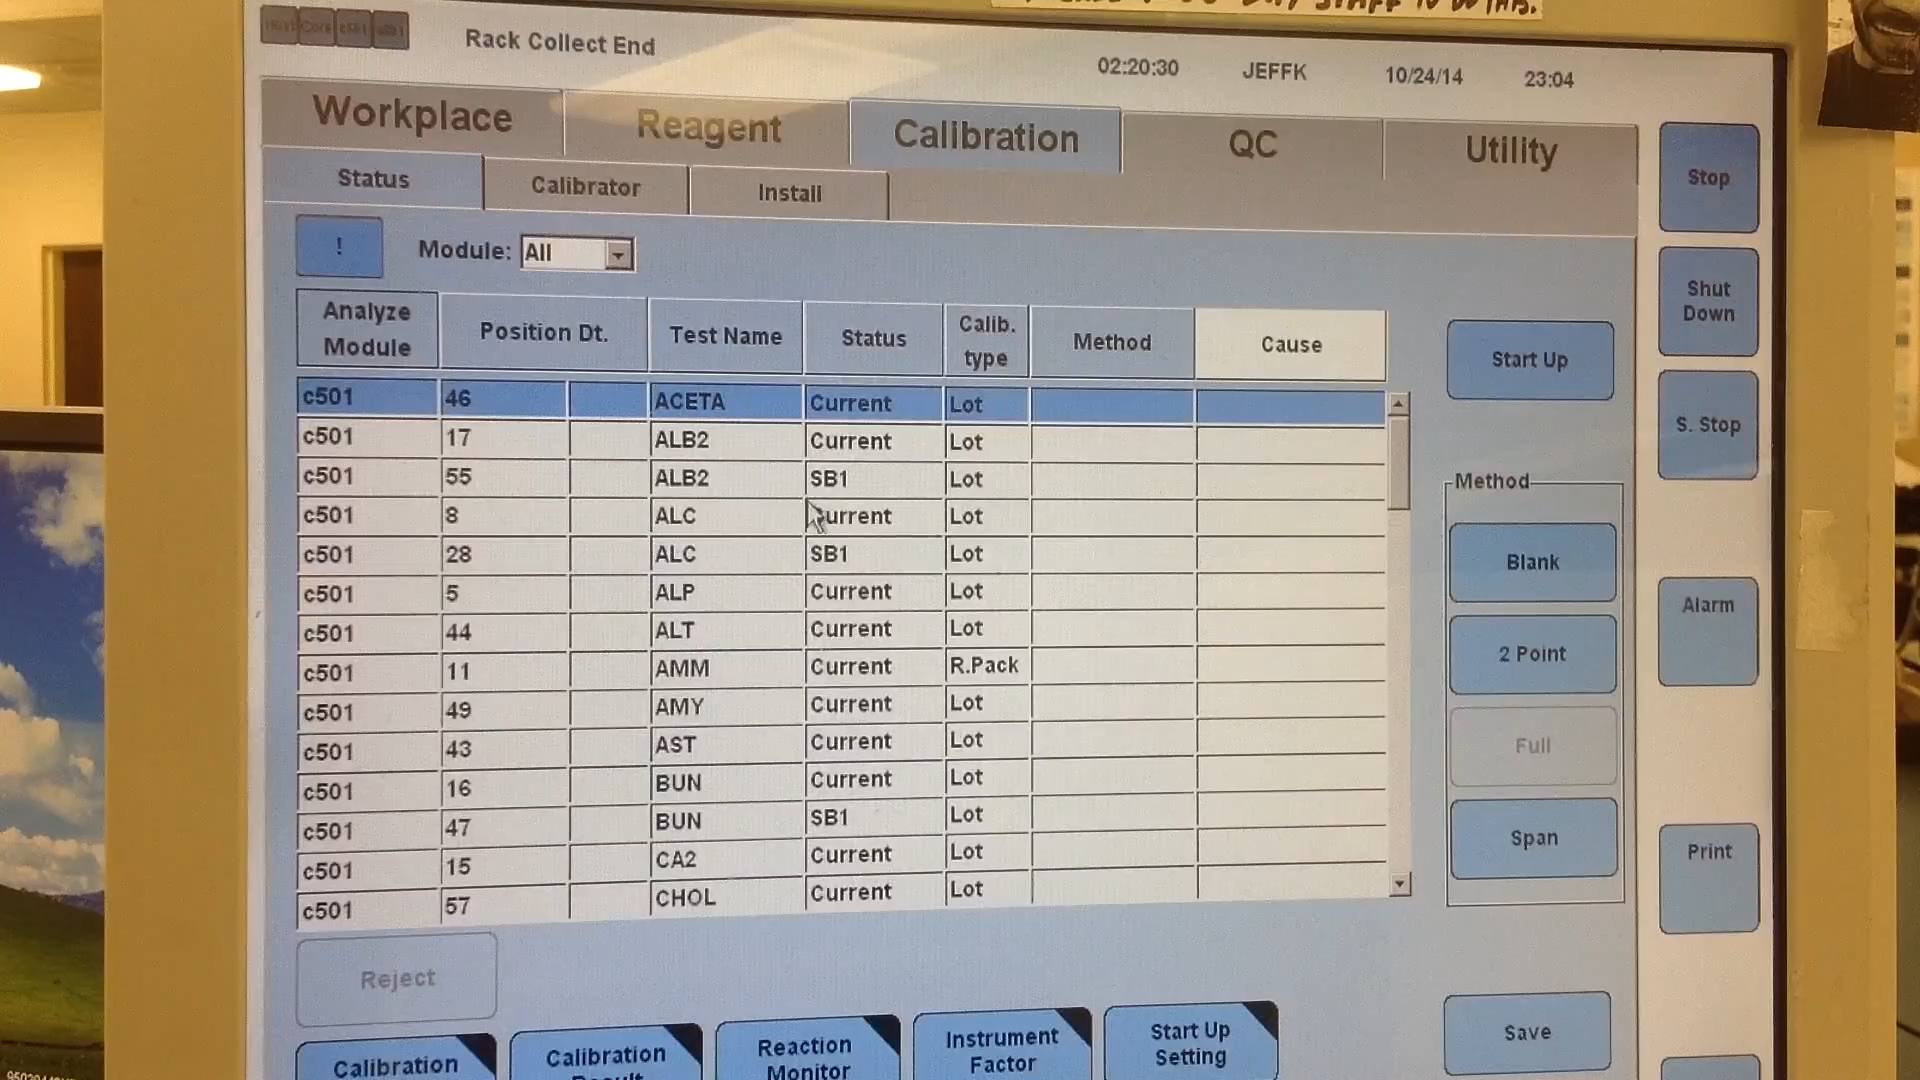 STAFF TO DO THIS.
Rack Collect End
02:20:30 JEFFK 10/24/14 23:04
Workplace Reagent Calibration QC Utility
Status Calibrator Install
! Module: All
Analyze Module Position Dt. Test Name Status Calib. type Method Cause
c501 46 ACETA Current Lot
c501 17 ALB2 Current Lot
c501 55 ALB2 SB1 Lot
c501 8 ALC Current Lot
c501 28 ALC SB1 Lot
c501 5 ALP Current Lot
c501 44 ALT Current Lot
c501 11 AMM Current R.Pack
c501 49 AMY Current Lot
c501 43 AST Current Lot
c501 16 BUN Current Lot
c501 47 BUN SB1 Lot
c501 15 CA2 Current Lot
c501 57 CHOL Current Lot
Start Up
Method
Blank
2 Point
Full
Span
Reject
Calibration
Calibration Result
Reaction Monitor
Instrument Factor
Start Up Setting
Save
Stop
Shut Down
S. Stop
Alarm
Print